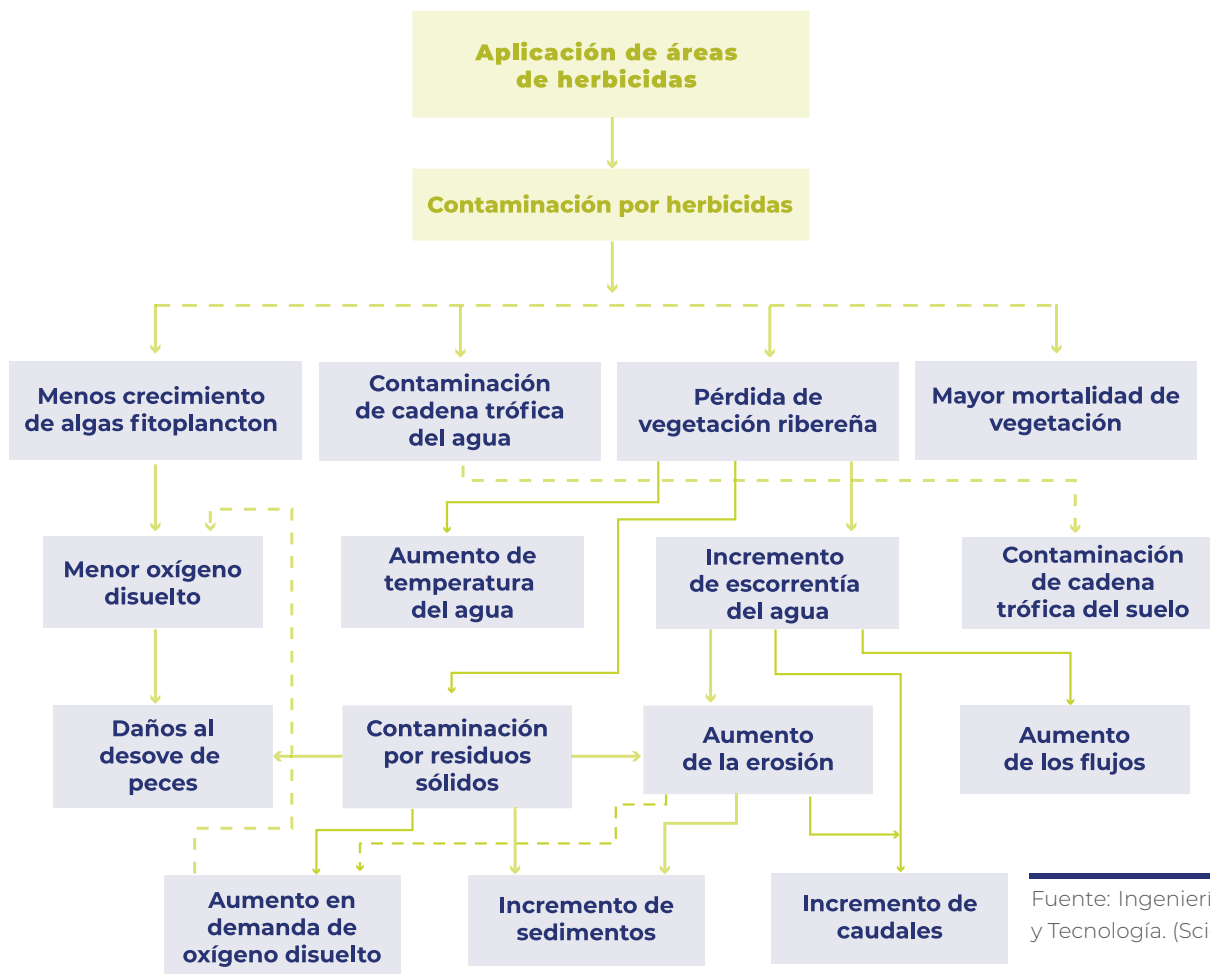 Aplicación de áreas
de herbicidas
Contaminación por herbicidas
Menos crecimiento
de algas fitoplancton
Contaminación
de cadena trófica
del agua
Pérdida de
vegetación ribereña
Mayor mortalidad de
vegetación
Menor oxígeno
disuelto
Aumento de
temperatura
del agua
Incremento
de escorrentía
del agua
Contaminación
de cadena
trófica del suelo
Daños al
desove de
peces
Contaminación
por residuos
sólidos
Aumento
de la erosión
Aumento
de los flujos
Aumento en
demanda de
oxígeno disuelto
Incremento de
sedimentos
Incremento de
caudales
Fuente:
y Tecnología.